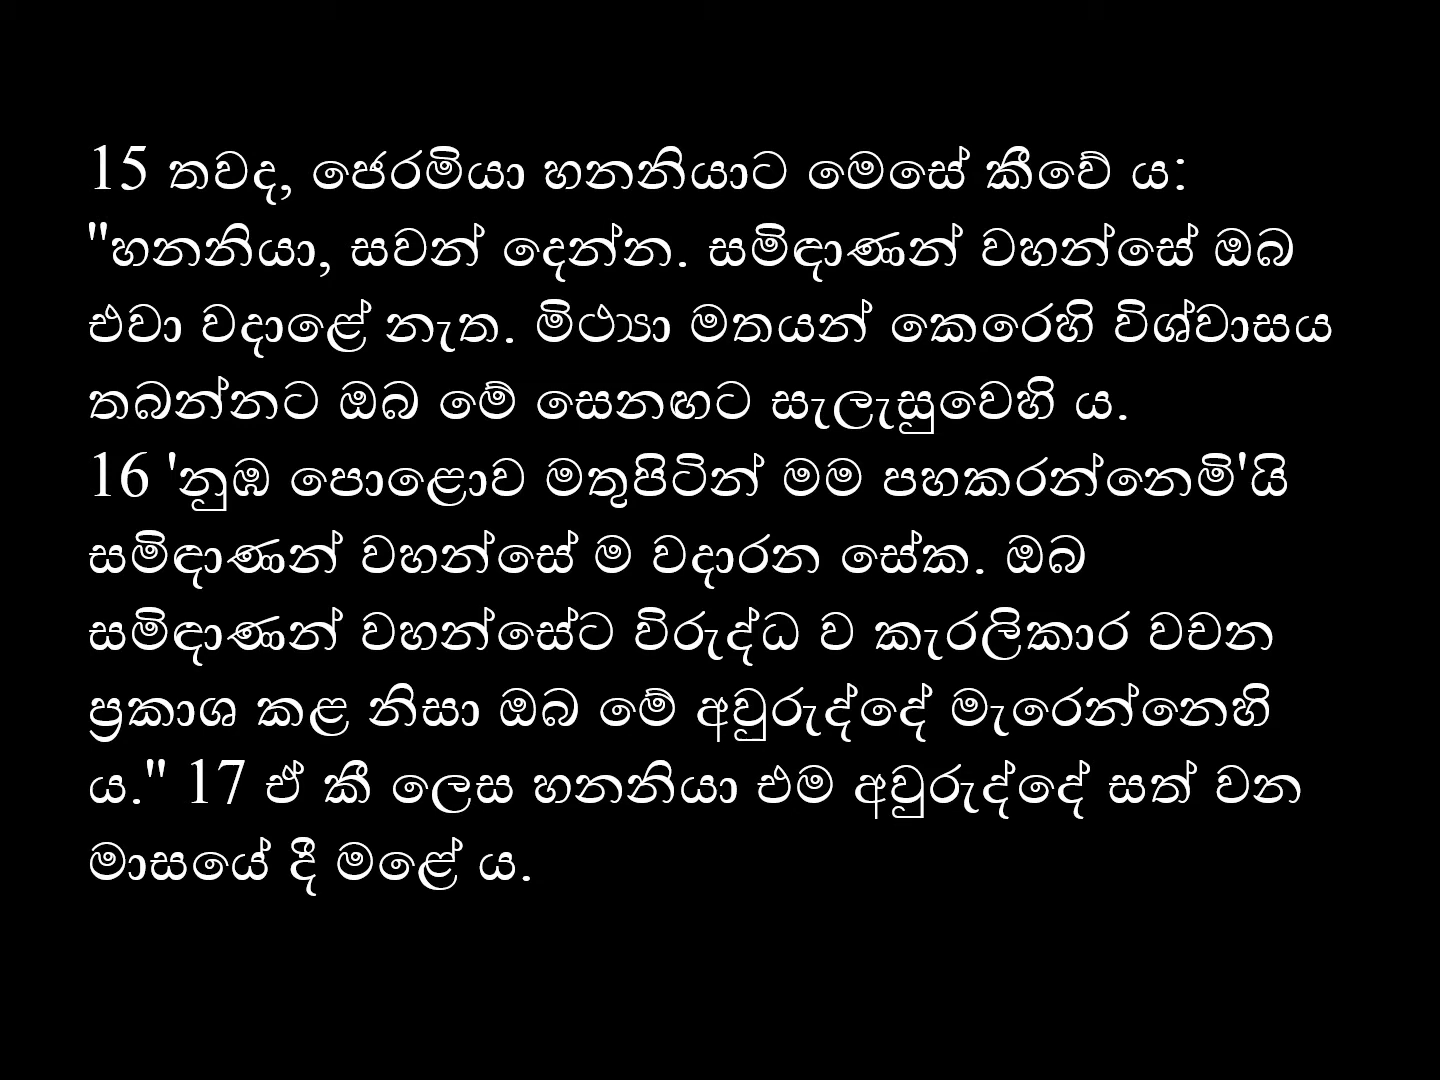 15 තවද, ජෙරමියා හනනියාට මෙසේ කීවේ ය:
"හනනියා, සවන් දෙන්න. සමිඳාණන් වහන්සේ ඔබ
එවා වදාළේ නැත. මිථ්‍යා මතයන් කෙරෙහි විශ්වාසය
තබන්නට ඔබ මේ සෙනඟට සැලැසුවෙහි ය.
16 'නුඹ පොළොව මතුපිටින් මම පහකරන්නෙමි'යි
සමිඳාණන් වහන්සේ ම වදාරන සේක. ඔබ
සමිඳාණන් වහන්සේට විරුද්ධ ව කැරලිකාර වචන
ප්‍රකාශ කළ නිසා ඔබ මේ අවුරුද්දේ මැරෙන්නෙහි
ය." 17 ඒ කී ලෙස හනනියා එම අවුරුද්දේ සත් වන
මාසයේ දී මළේ ය.